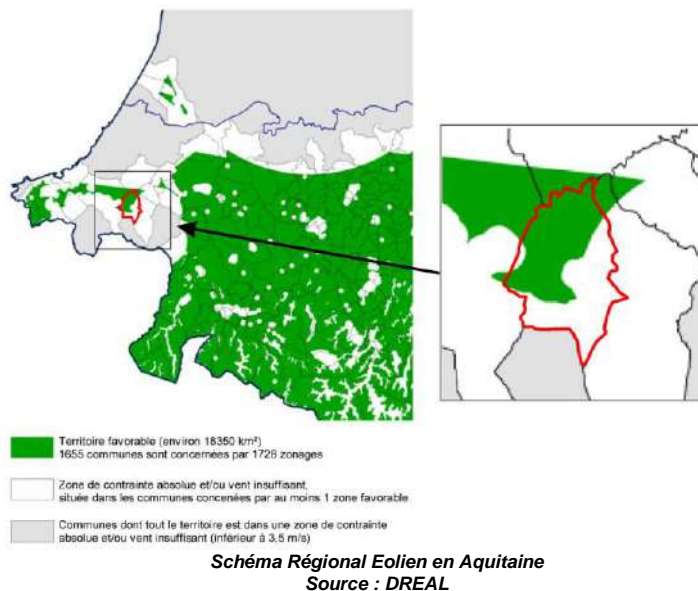 Territoire favorable (environ 18350 km²)
1655 communes sont concernées par 1728 zonages
Zone de contrainte absolue et/ou vent insuffisant,
située dans les communes concenées par au moins 1 zone favorable
Communes dont tout le territoire est dans une zone de contrainte
absolue et/ou vent insuffisant (inférieur à 3,5 m/s)
Schéma Régional Eolien en Aquitaine
Source : DREAL